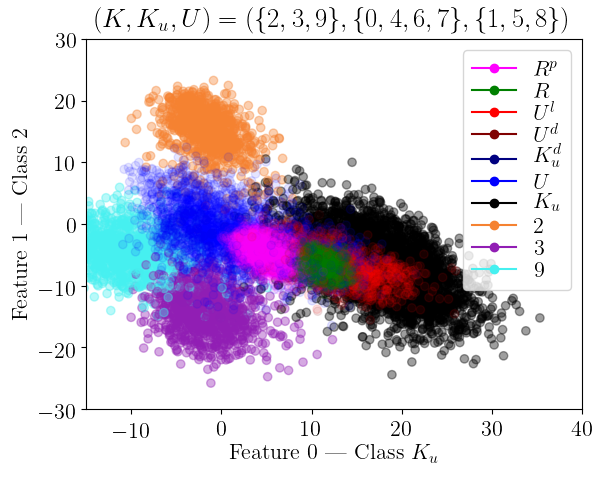 (K, K_u, U) = ({2, 3, 9}, {0, 4, 6, 7}, {1, 5, 8})
30
20
10
0
−10
−20
−30
Feature 1 — Class 2
R^p
R
U^l
U^d
K_u^d
U
K_u
2
3
9
−10
0
10
20
30
40
Feature 0 — Class K_u